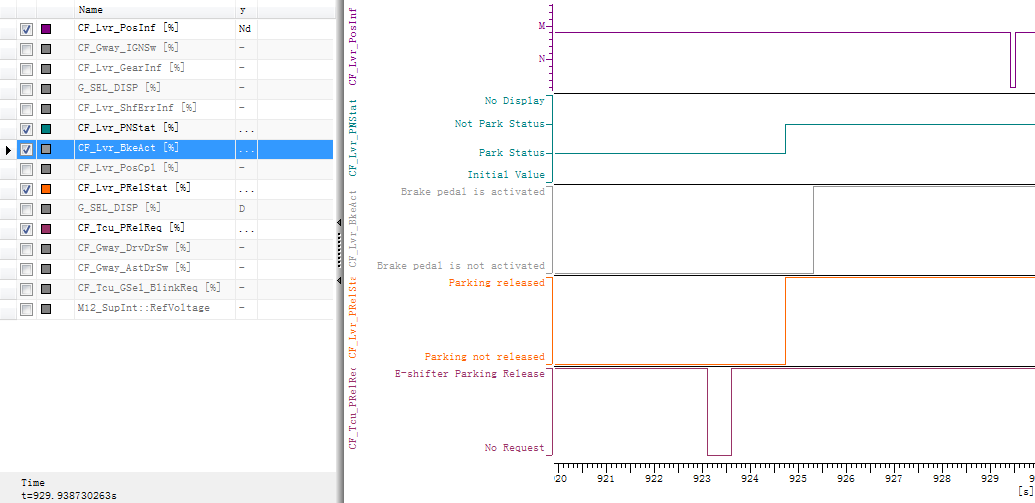 Name y
CF_Lvr_PosInf [%] Nd
CF_Gway_IGNSw [%] -
CF_Lvr_GearInf [%] -
G_SEL_DISP [%] -
CF_Lvr_ShfErrInf [%] -
CF_Lvr_PNStat [%] ...
CF_Lvr_BkeAct [%] ...
CF_Lvr_PosCpl [%] -
CF_Lvr_PRelStat [%] ...
G_SEL_DISP [%] D
CF_Tcu_PRelReq [%] ...
CF_Gway_DrvDrSw [%] -
CF_Gway_AstDrSw [%] -
CF_Tcu_GSel_BlinkReq [%] -
M12_SupInt::RefVoltage -
Time
t=929.938730263s
CF_Lvr_PosInf
M
N
CF_Lvr_PNStat
No Display
Not Park Status
Park Status
Initial Value
CF_Lvr_BkeAct
Brake pedal is activated
Brake pedal is not activated
CF_Lvr_PRelSta
Parking released
Parking not released
CF_Tcu_PRelRec
E-shifter Parking Release
No Request
20 921 922 923 924 925 926 927 928 929 9
[s]